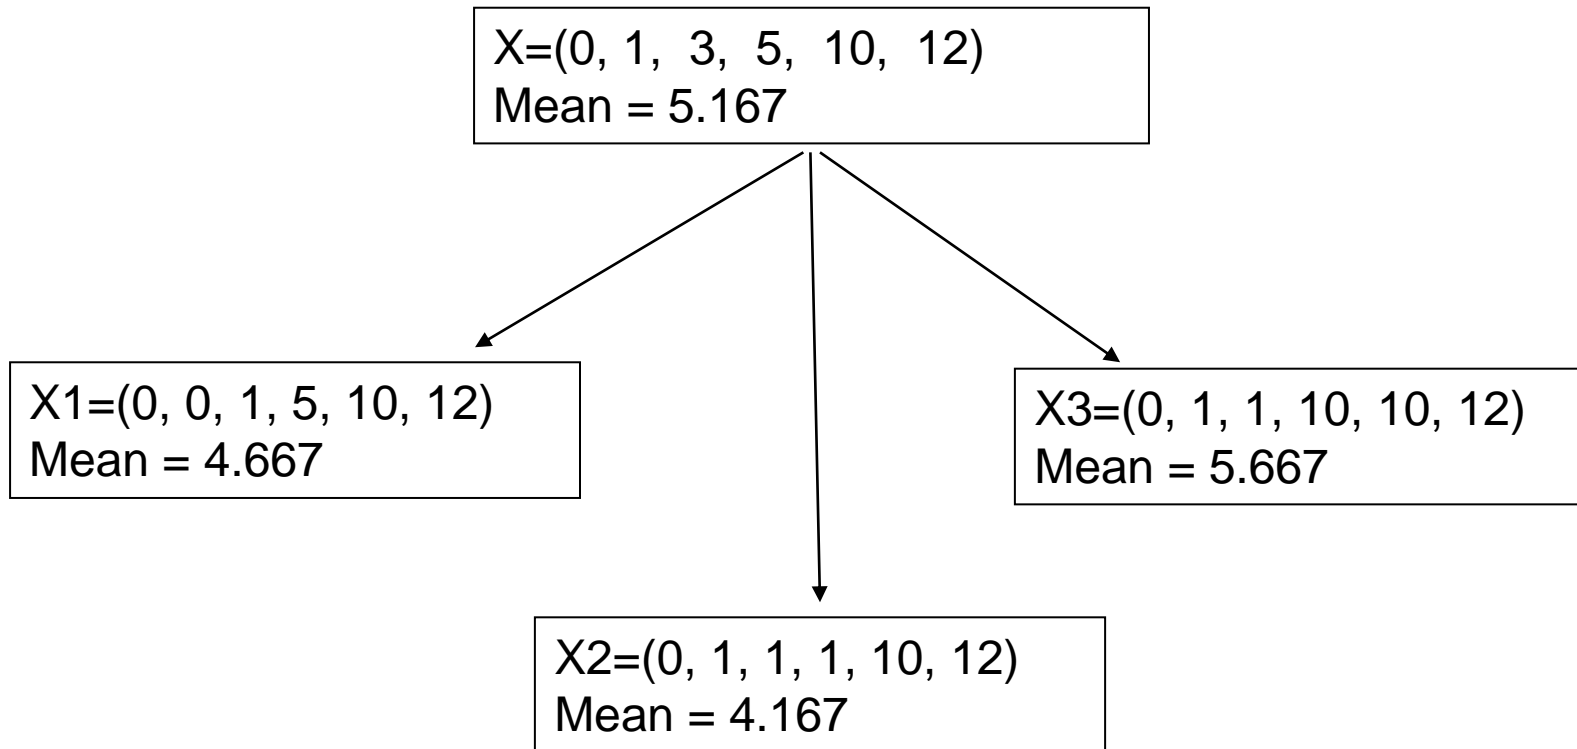 X=(0, 1, 3, 5, 10, 12)
Mean = 5.167
X1=(0, 0, 1, 5, 10, 12)
Mean = 4.667
X3=(0, 1, 1, 10, 10, 12)
Mean = 5.667
X2=(0, 1, 1, 1, 10, 12)
Mean = 4.167